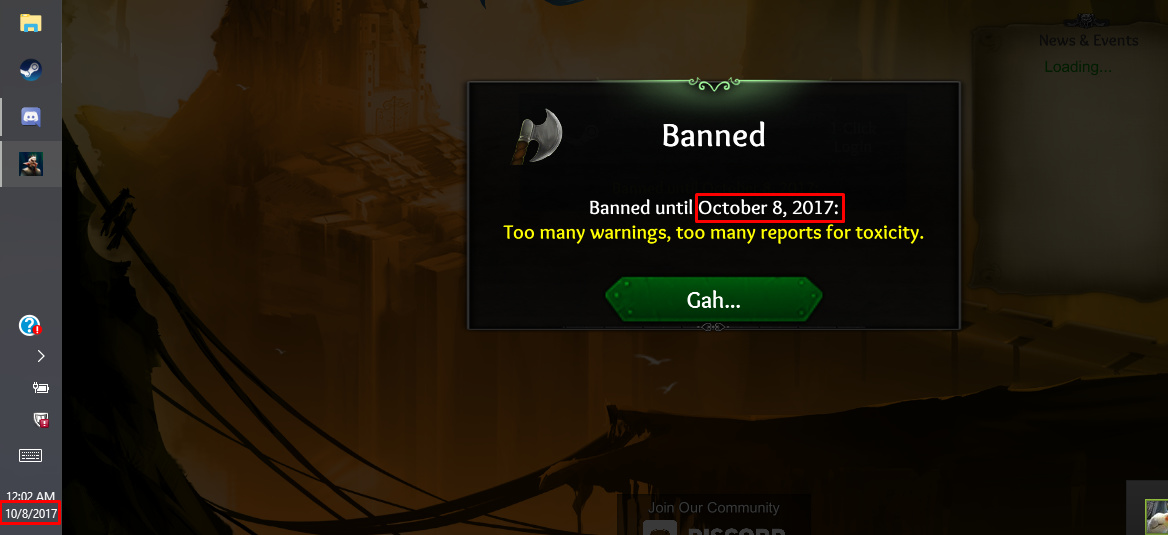 News & Events
Loading...
Banned
Banned until October 8, 2017:
Too many warnings, too many reports for toxicity.
Gah...
12:02 AM
10/8/2017
Join Our Community
DISCORD